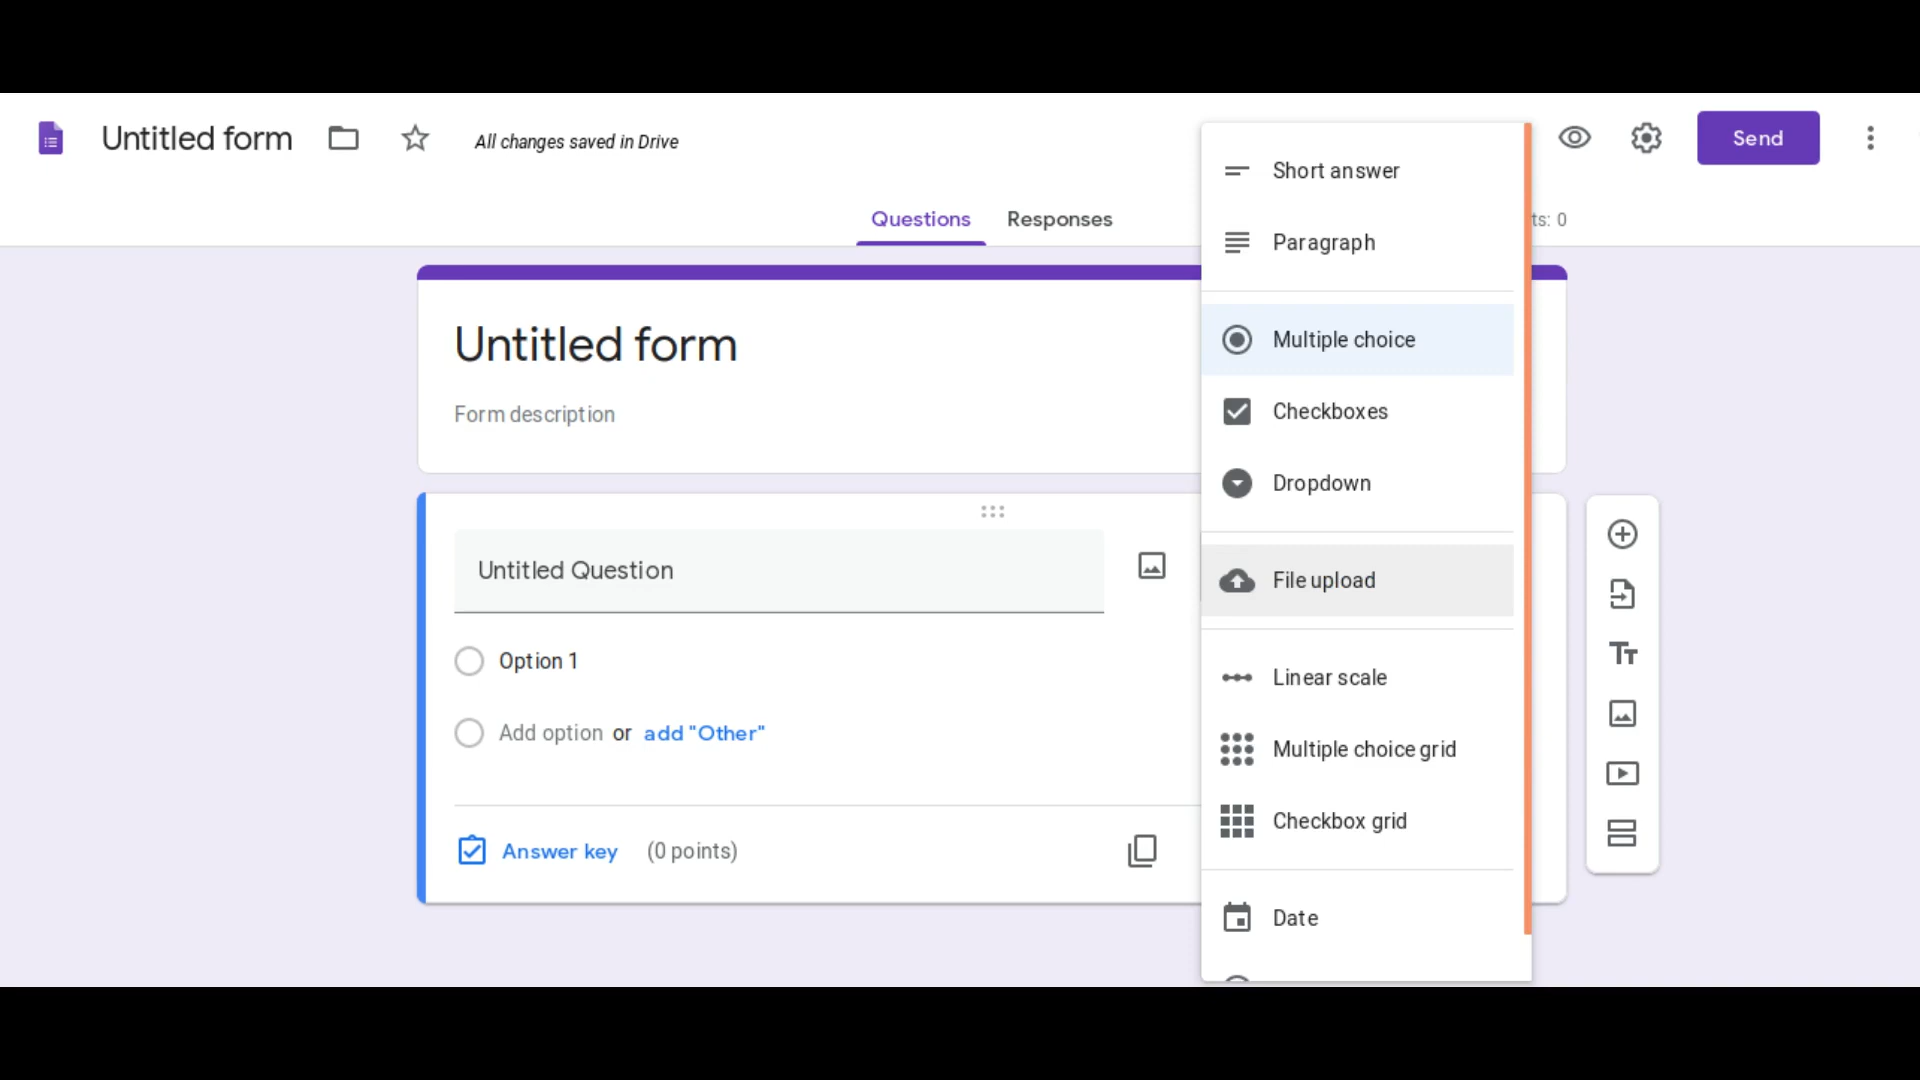 Untitled form
All changes saved in Drive
Send
Questions
Responses
ts: 0
Untitled form
Form description
Untitled Question
Option 1
Add option or add "Other"
Answer key (0 points)
Short answer
Paragraph
Multiple choice
Checkboxes
Dropdown
File upload
Linear scale
Multiple choice grid
Checkbox grid
Date